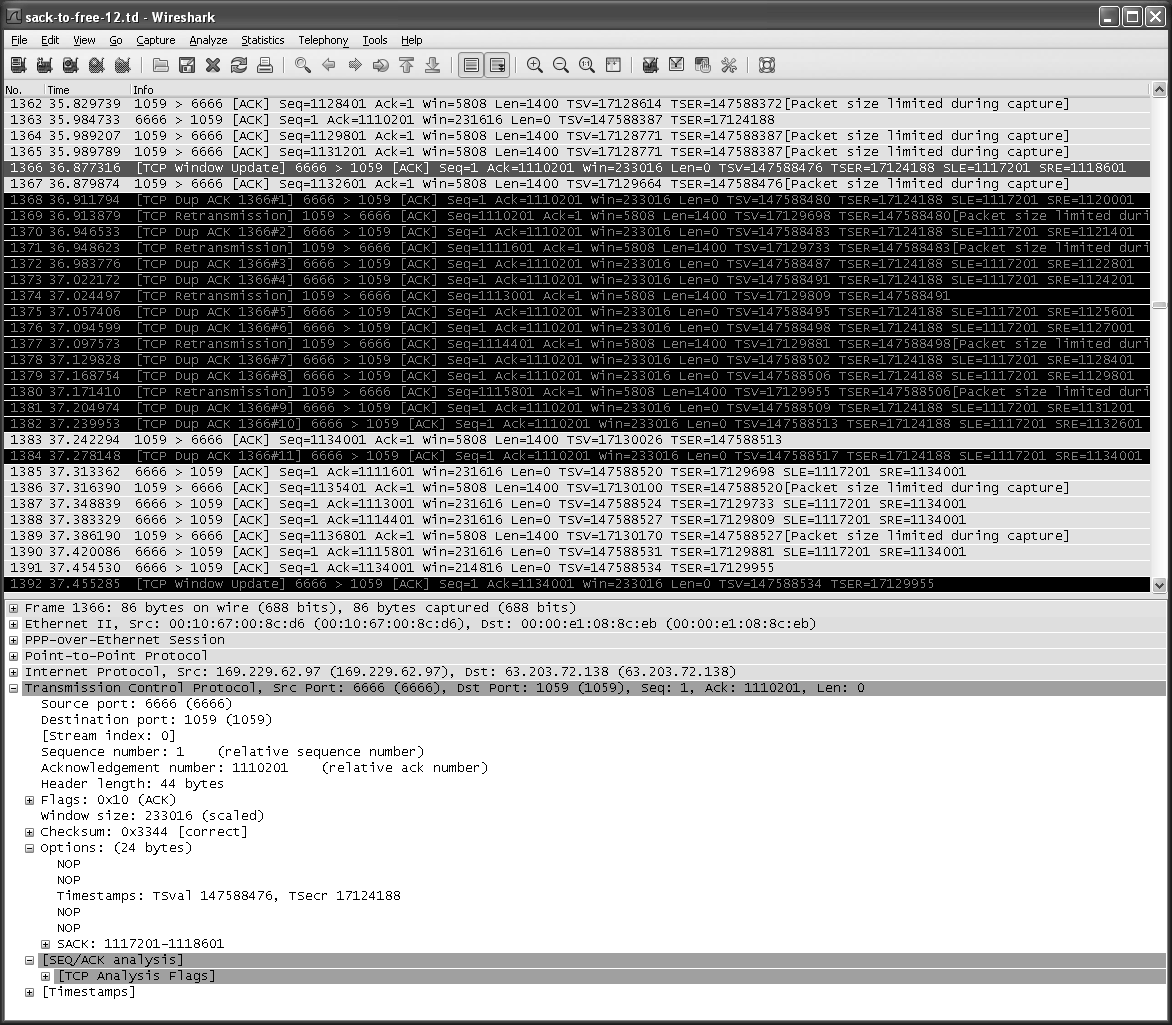 sack-to-free-12.td - Wireshark
File Edit View Go Capture Analyze Statistics Telephony Tools Help
No. Time Info
1362 35.829739 1059 > 6666 [ACK] Seq=1128401 Ack=1 Win=5808 Len=1400 TSV=17128614 TSER=147588372[Packet size limited during capture]
1363 35.984733 6666 > 1059 [ACK] Seq=1 Ack=1110201 Win=231616 Len=0 TSV=147588387 TSER=17124188
1364 35.989207 1059 > 6666 [ACK] Seq=1129801 Ack=1 Win=5808 Len=1400 TSV=17128771 TSER=147588387[Packet size limited during capture]
1365 35.989789 1059 > 6666 [ACK] Seq=1131201 Ack=1 Win=5808 Len=1400 TSV=17128771 TSER=147588387[Packet size limited during capture]
1366 36.877316 [TCP Window Update] 6666 > 1059 [ACK] Seq=1 Ack=1110201 Win=233016 Len=0 TSV=147588476 TSER=17124188 SLE=1117201 SRE=1118601
1367 36.879874 1059 > 6666 [ACK] Seq=1132601 Ack=1 Win=5808 Len=1400 TSV=17129664 TSER=147588476[Packet size limited during capture]
1368 36.911794 [TCP Dup ACK 1366#1] 6666 > 1059 [ACK] Seq=1 Ack=1110201 Win=233016 Len=0 TSV=147588480 TSER=17124188 SLE=1117201 SRE=1120001
1369 36.913879 [TCP Retransmission] 1059 > 6666 [ACK] Seq=1110201 Ack=1 Win=5808 Len=1400 TSV=17129698 TSER=147588480[Packet size limited duri
1370 36.946533 [TCP Dup ACK 1366#2] 6666 > 1059 [ACK] Seq=1 Ack=1110201 Win=233016 Len=0 TSV=147588483 TSER=17124188 SLE=1117201 SRE=1121401
1371 36.948623 [TCP Retransmission] 1059 > 6666 [ACK] Seq=1111601 Ack=1 Win=5808 Len=1400 TSV=17129733 TSER=147588483[Packet size limited duri
1372 36.983776 [TCP Dup ACK 1366#3] 6666 > 1059 [ACK] Seq=1 Ack=1110201 Win=233016 Len=0 TSV=147588487 TSER=17124188 SLE=1117201 SRE=1122801
1373 37.022172 [TCP Dup ACK 1366#4] 6666 > 1059 [ACK] Seq=1 Ack=1110201 Win=233016 Len=0 TSV=147588491 TSER=17124188 SLE=1117201 SRE=1124201
1374 37.024497 [TCP Retransmission] 1059 > 6666 [ACK] Seq=1113001 Ack=1 Win=5808 Len=1400 TSV=17129809 TSER=147588491
1375 37.057406 [TCP Dup ACK 1366#5] 6666 > 1059 [ACK] Seq=1 Ack=1110201 Win=233016 Len=0 TSV=147588495 TSER=17124188 SLE=1117201 SRE=1125601
1376 37.094599 [TCP Dup ACK 1366#6] 6666 > 1059 [ACK] Seq=1 Ack=1110201 Win=233016 Len=0 TSV=147588498 TSER=17124188 SLE=1117201 SRE=1127001
1377 37.097573 [TCP Retransmission] 1059 > 6666 [ACK] Seq=1114401 Ack=1 Win=5808 Len=1400 TSV=17129881 TSER=147588498[Packet size limited duri
1378 37.129828 [TCP Dup ACK 1366#7] 6666 > 1059 [ACK] Seq=1 Ack=1110201 Win=233016 Len=0 TSV=147588502 TSER=17124188 SLE=1117201 SRE=1128401
1379 37.168754 [TCP Dup ACK 1366#8] 6666 > 1059 [ACK] Seq=1 Ack=1110201 Win=233016 Len=0 TSV=147588506 TSER=17124188 SLE=1117201 SRE=1129801
1380 37.171410 [TCP Retransmission] 1059 > 6666 [ACK] Seq=1115801 Ack=1 Win=5808 Len=1400 TSV=17129955 TSER=147588506[Packet size limited duri
1381 37.204974 [TCP Dup ACK 1366#9] 6666 > 1059 [ACK] Seq=1 Ack=1110201 Win=233016 Len=0 TSV=147588509 TSER=17124188 SLE=1117201 SRE=1131201
1382 37.239953 [TCP Dup ACK 1366#10] 6666 > 1059 [ACK] Seq=1 Ack=1110201 Win=233016 Len=0 TSV=147588513 TSER=17124188 SLE=1117201 SRE=1132601
1383 37.242294 1059 > 6666 [ACK] Seq=1134001 Ack=1 Win=5808 Len=1400 TSV=17130026 TSER=147588513
1384 37.278148 [TCP Dup ACK 1366#11] 6666 > 1059 [ACK] Seq=1 Ack=1110201 Win=233016 Len=0 TSV=147588517 TSER=17124188 SLE=1117201 SRE=1134001
1385 37.313362 6666 > 1059 [ACK] Seq=1 Ack=1111601 Win=231616 Len=0 TSV=147588520 TSER=17129698 SLE=1117201 SRE=1134001
1386 37.316390 1059 > 6666 [ACK] Seq=1135401 Ack=1 Win=5808 Len=1400 TSV=17130100 TSER=147588520[Packet size limited during capture]
1387 37.348839 6666 > 1059 [ACK] Seq=1 Ack=1113001 Win=231616 Len=0 TSV=147588524 TSER=17129733 SLE=1117201 SRE=1134001
1388 37.383329 6666 > 1059 [ACK] Seq=1 Ack=1114401 Win=231616 Len=0 TSV=147588527 TSER=17129809 SLE=1117201 SRE=1134001
1389 37.386190 1059 > 6666 [ACK] Seq=1136801 Ack=1 Win=5808 Len=1400 TSV=17130170 TSER=147588527[Packet size limited during capture]
1390 37.420086 6666 > 1059 [ACK] Seq=1 Ack=1115801 Win=231616 Len=0 TSV=147588531 TSER=17129881 SLE=1117201 SRE=1134001
1391 37.454530 6666 > 1059 [ACK] Seq=1 Ack=1134001 Win=214816 Len=0 TSV=147588534 TSER=17129955
1392 37.455285 [TCP Window Update] 6666 > 1059 [ACK] Seq=1 Ack=1134001 Win=233016 Len=0 TSV=147588534 TSER=17129955
Frame 1366: 86 bytes on wire (688 bits), 86 bytes captured (688 bits)
Ethernet II, Src: 00:10:67:00:8c:d6 (00:10:67:00:8c:d6), Dst: 00:00:e1:08:8c:eb (00:00:e1:08:8c:eb)
PPP-over-Ethernet Session
Point-to-Point Protocol
Internet Protocol, Src: 169.229.62.97 (169.229.62.97), Dst: 63.203.72.138 (63.203.72.138)
Transmission Control Protocol, Src Port: 6666 (6666), Dst Port: 1059 (1059), Seq: 1, Ack: 1110201, Len: 0
Source port: 6666 (6666)
Destination port: 1059 (1059)
[Stream index: 0]
Sequence number: 1 (relative sequence number)
Acknowledgement number: 1110201 (relative ack number)
Header length: 44 bytes
Flags: 0x10 (ACK)
Window size: 233016 (scaled)
Checksum: 0x3344 [correct]
Options: (24 bytes)
NOP
NOP
Timestamps: TSval 147588476, TSecr 17124188
NOP
NOP
SACK: 1117201-1118601
[SEQ/ACK analysis]
[TCP Analysis Flags]
[Timestamps]